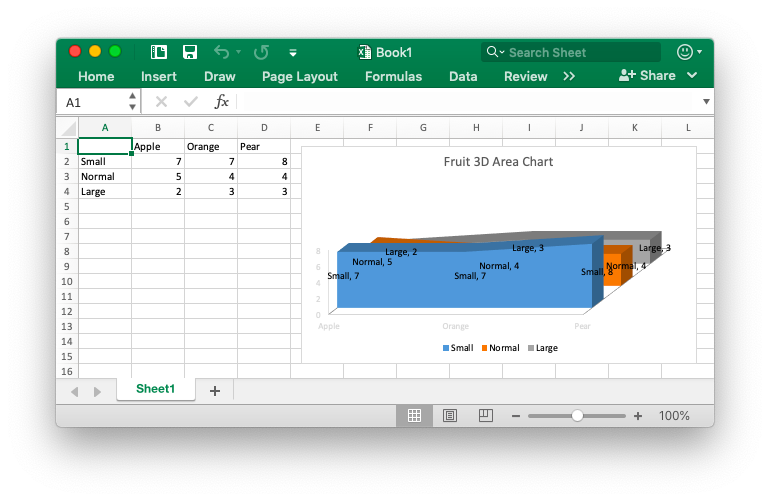 Book1
Search Sheet
Home Insert Draw Page Layout Formulas Data Review >> Share
A1 fx
A B C D E F G H I J K L
1 Apple Orange Pear
2 Small 7 7 8
3 Normal 5 4 4
4 Large 2 3 3
5
6
7
8
9
10
11
12
13
14
15
16
Fruit 3D Area Chart
8
6
4
2
0
Large, 2
Large, 3
Large, 3
Normal, 5
Normal, 4
Normal, 4
Small, 7
Small, 7
Small, 8
Apple Orange Pear
Small Normal Large
Sheet1 +
− + 100%